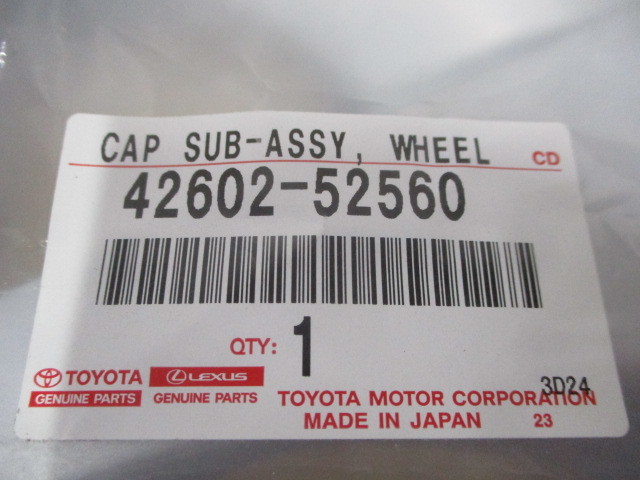 CAP SUB-ASSY, WHEEL CD
42602-52560
QTY: 1
TOYOTA LEXUS
GENUINE PARTS GENUINE PARTS
3D24
TOYOTA MOTOR CORPORATION
MADE IN JAPAN 23